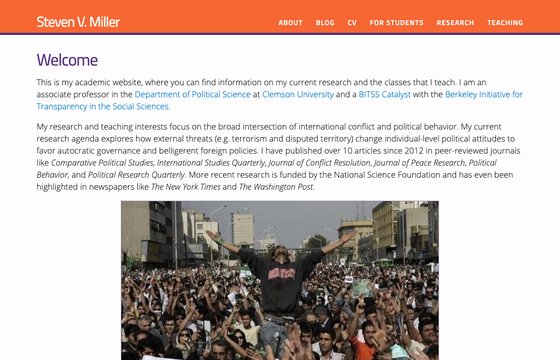 Steven V. Miller
ABOUT BLOG CV FOR STUDENTS RESEARCH TEACHING
Welcome
This is my academic website, where you can find information on my current research and the classes that I teach. I am an
associate professor in the Department of Political Science at Clemson University and a BITSS Catalyst with the Berkeley Initiative for
Transparency in the Social Sciences.
My research and teaching interests focus on the broad intersection of international conflict and political behavior. My current
research agenda explores how external threats (e.g. terrorism and disputed territory) change individual-level political attitudes to
favor autocratic governance and belligerent foreign policies. I have published over 10 articles since 2012 in peer-reviewed journals
like Comparative Political Studies, International Studies Quarterly, Journal of Conflict Resolution, Journal of Peace Research, Political
Behavior, and Political Research Quarterly. More recent research is funded by the National Science Foundation and has even been
highlighted in newspapers like The New York Times and The Washington Post.